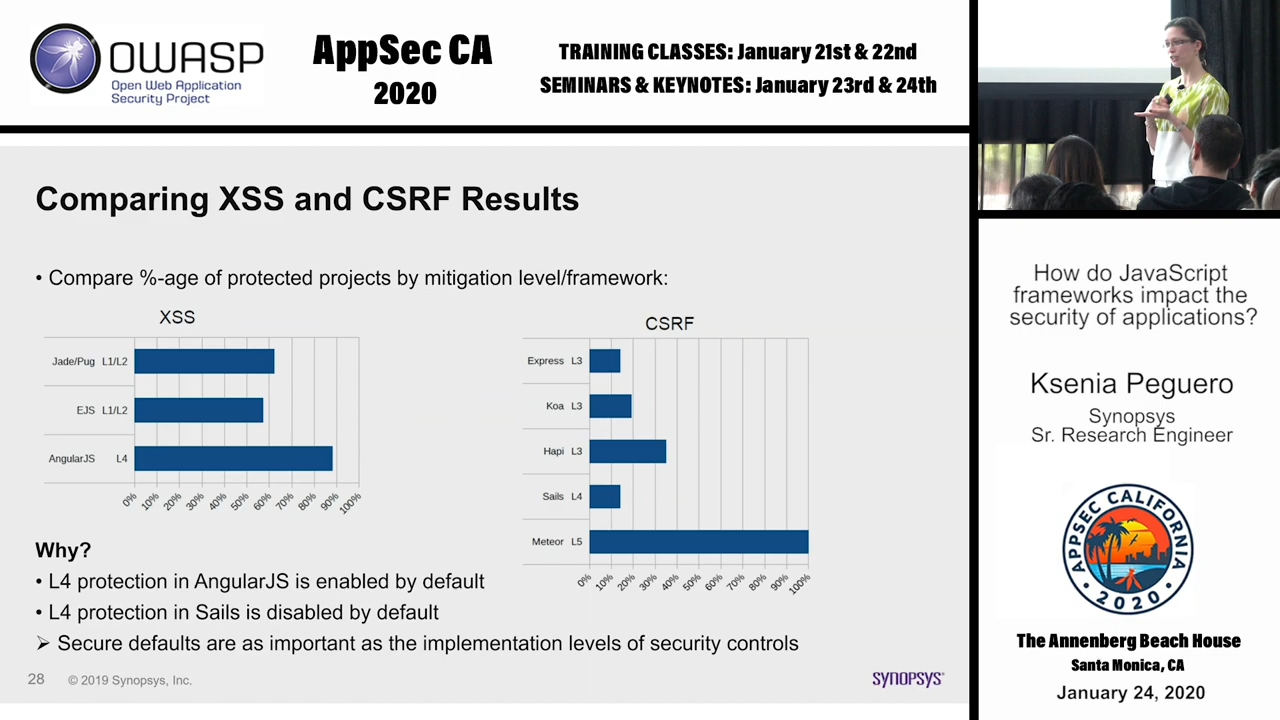 OWASP
Open Web Application
Security Project
AppSec CA
2020
TRAINING CLASSES: January 21st & 22nd
SEMINARS & KEYNOTES: January 23rd & 24th
Comparing XSS and CSRF Results
• Compare %-age of protected projects by mitigation level/framework:
XSS
Jade/Pug L1/L2
EJS L1/L2
AngularJS L4
0% 10% 20% 30% 40% 50% 60% 70% 80% 90% 100%
CSRF
Express L3
Koa L3
Hapi L3
Sails L4
Meteor L5
0% 10% 20% 30% 40% 50% 60% 70% 80% 90% 100%
Why?
• L4 protection in AngularJS is enabled by default
• L4 protection in Sails is disabled by default
➢ Secure defaults are as important as the implementation levels of security controls
28 © 2019 Synopsys, Inc.
SYNOPSYS®
How do JavaScript
frameworks impact the
security of applications?
Ksenia Peguero
Synopsys
Sr. Research Engineer
APPSEC CALIFORNIA
• 2020 •
The Annenberg Beach House
Santa Monica, CA
January 24, 2020